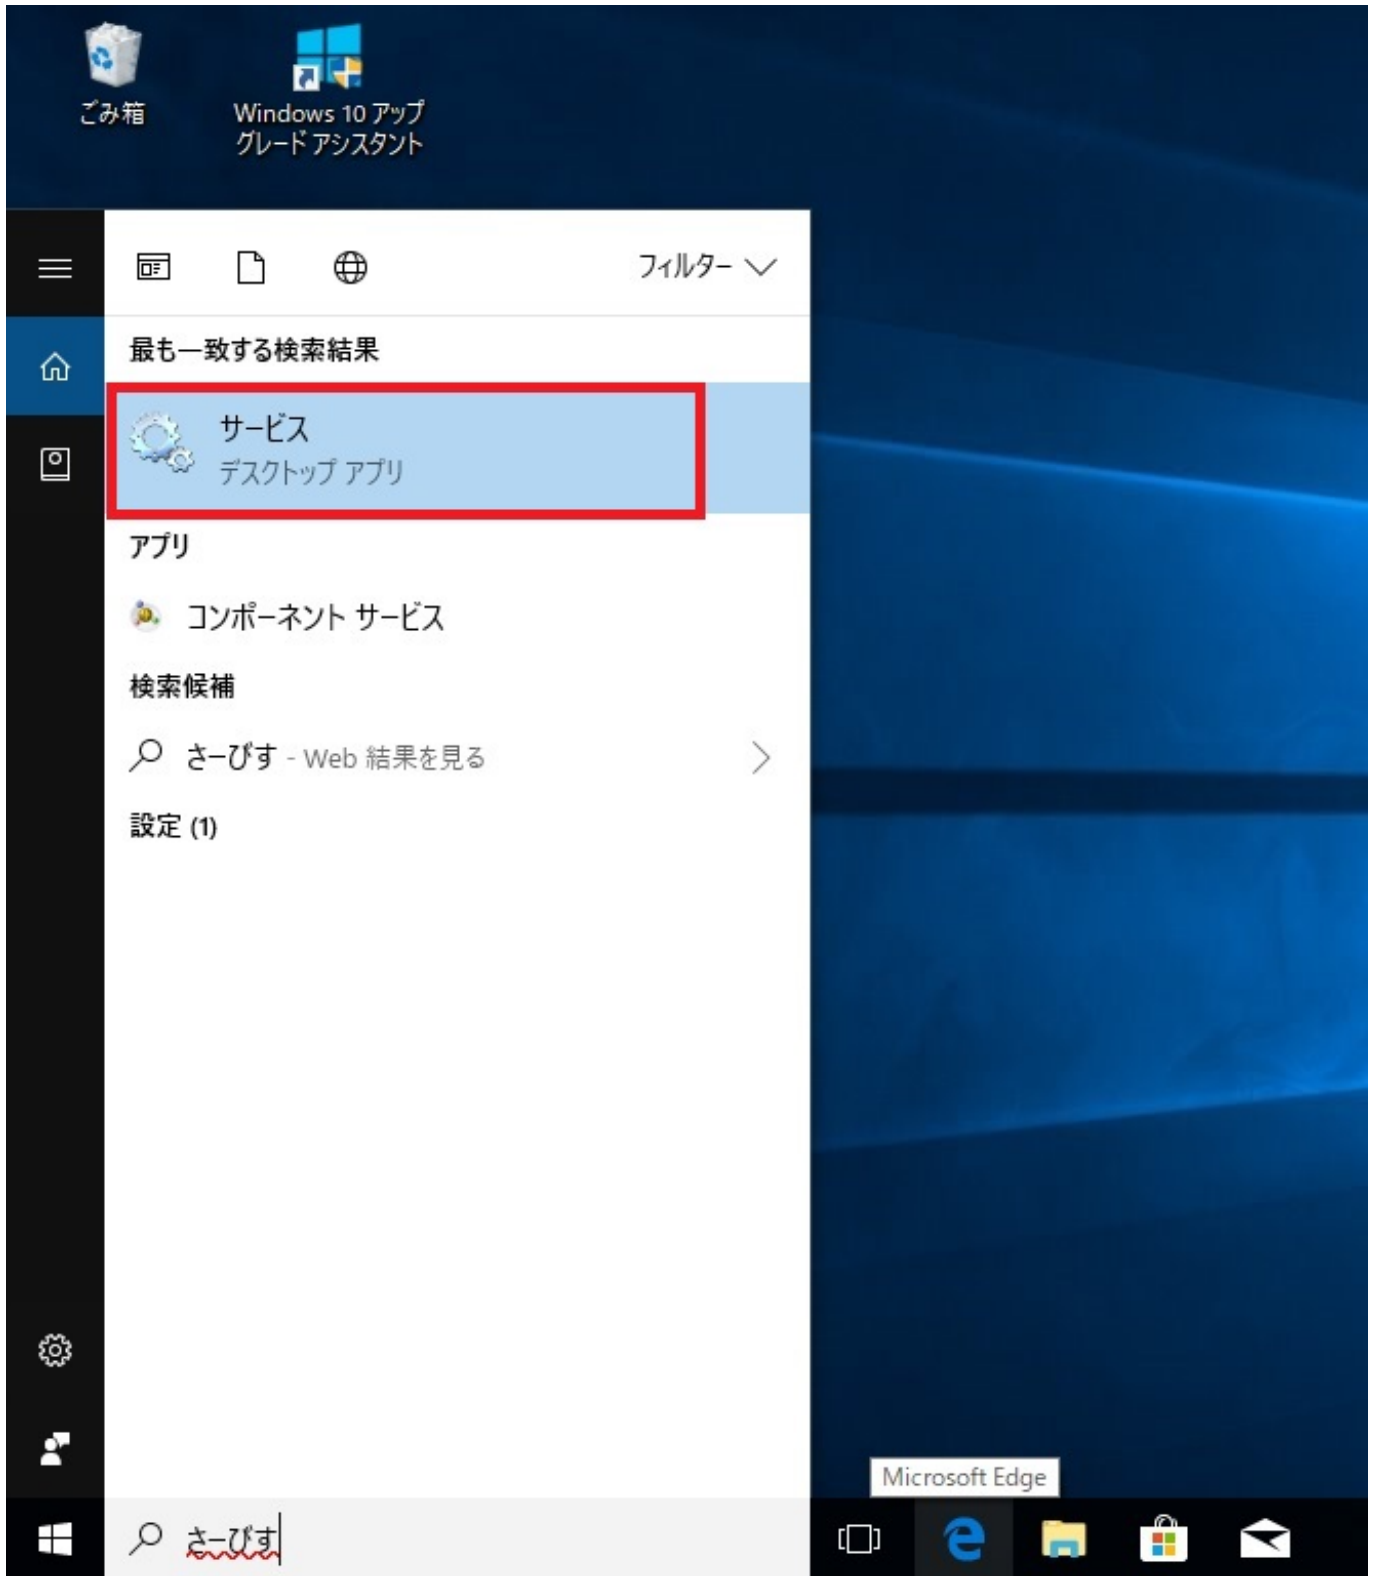 ごみ箱
Windows 10 アップ
グレード アシスタント
フィルター
最も一致する検索結果
サービス
デスクトップ アプリ
アプリ
コンポーネント サービス
検索候補
さーびす - Web 結果を見る
設定 (1)
Microsoft Edge
さーびす